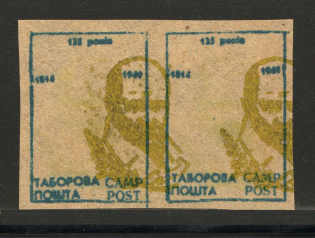 135 років
1814 1949
ТАБОРОВА CAMP
ПОШТА POST
135 років
1814 1949
ТАБОРОВА CAMP
ПОШТА POST